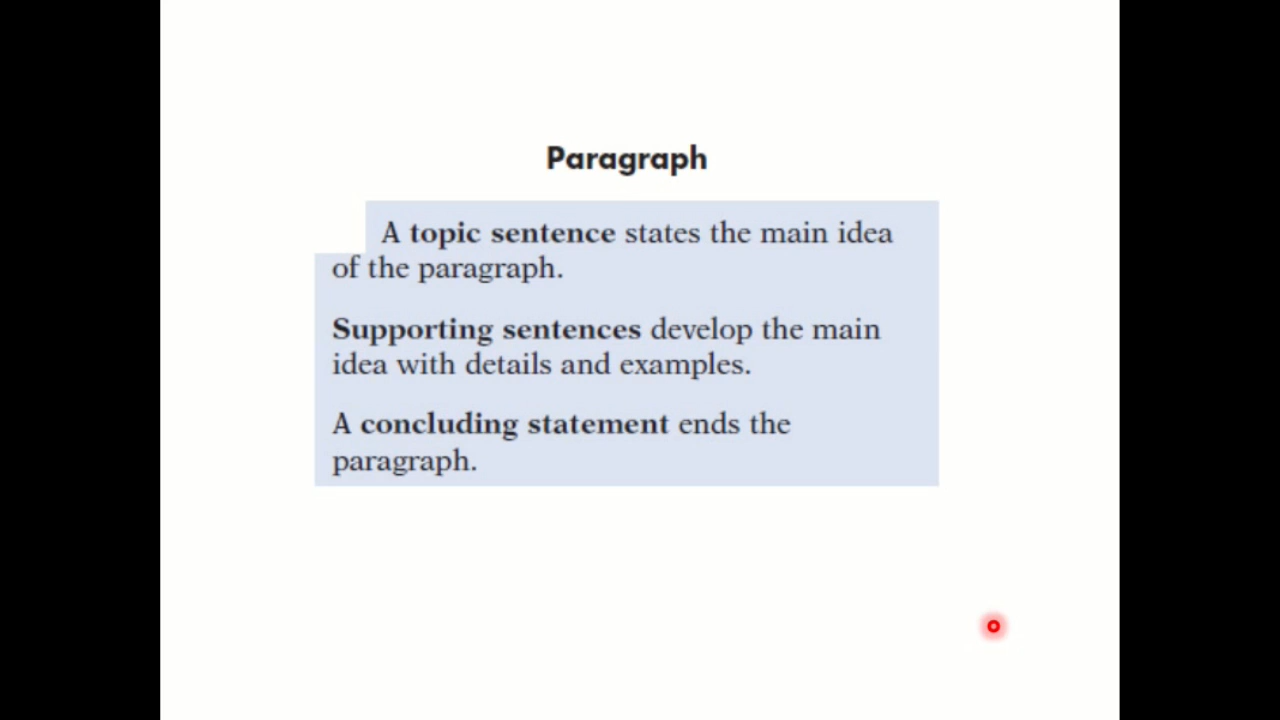 Paragraph
A topic sentence states the main idea
of the paragraph.
Supporting sentences develop the main
idea with details and examples.
A concluding statement ends the
paragraph.